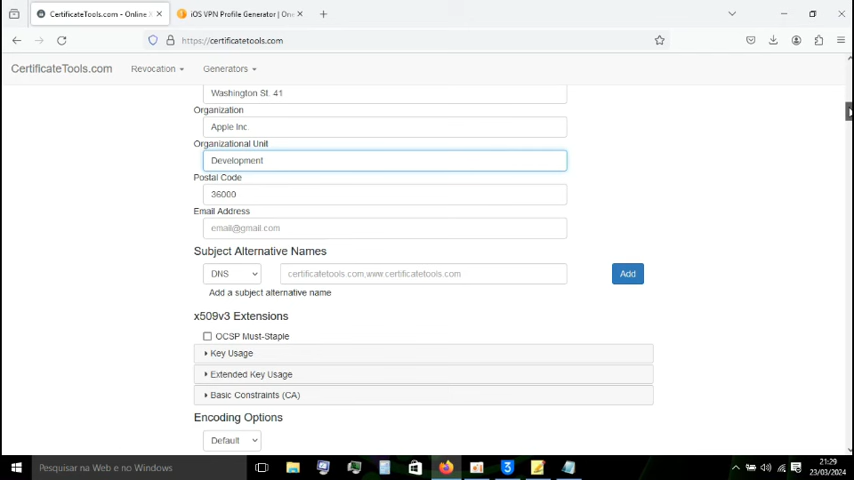 CertificateTools.com - Online X
iOS VPN Profile Generator | One
https://certificatetools.com
CertificateTools.com
Revocation
Generators
Washington St. 41
Organization
Apple Inc.
Organizational Unit
Development
Postal Code
36000
Email Address
email@gmail.com
Subject Alternative Names
DNS
certificatetools.com,www.certificatetools.com
Add
Add a subject alternative name
x509v3 Extensions
OCSP Must-Staple
Key Usage
Extended Key Usage
Basic Constraints (CA)
Encoding Options
Default
Pesquisar na Web e no Windows
21:29
23/03/2024